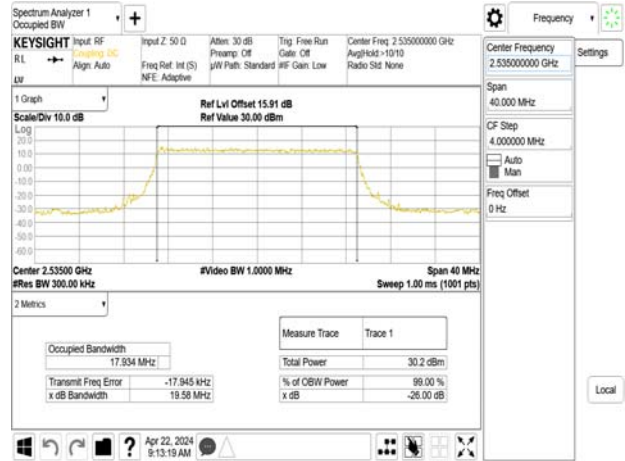 Spectrum Analyzer 1
Occupied BW
Frequency
KEYSIGHT
RL
Input: RF
Coupling: DC
Align: Auto
Input Z: 50 Ω
Freq Ref: Int (S)
NFE: Adaptive
Atten: 30 dB
Preamp: Off
µW Path: Standard
Trig: Free Run
Gate: Off
#IF Gain: Low
Center Freq: 2.535000000 GHz
Avg|Hold:>10/10
Radio Std: None
Center Frequency
2.535000000 GHz
Settings
Span
40.000 MHz
CF Step
4.000000 MHz
Auto
Man
Freq Offset
0 Hz
Local
1 Graph
Scale/Div 10.0 dB
Ref Lvl Offset 15.91 dB
Ref Value 30.00 dBm
Log
20.0
10.0
0.00
-10.0
-20.0
-30.0
-40.0
-50.0
-60.0
Center 2.53500 GHz
#Res BW 300.00 kHz
#Video BW 1.0000 MHz
Span 40 MHz
Sweep 1.00 ms (1001 pts)
2 Metrics
Measure Trace Trace 1
Occupied Bandwidth
17.934 MHz
Total Power 30.2 dBm
Transmit Freq Error -17.945 kHz
% of OBW Power 99.00 %
x dB Bandwidth 19.58 MHz
x dB -26.00 dB
Apr 22, 2024
9:13:19 AM